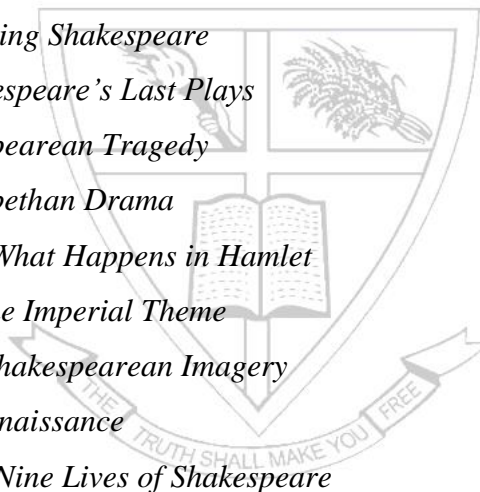 ing Shakespeare
espeare's Last Plays
pearean Tragedy
bethan Drama
What Happens in Hamlet
e Imperial Theme
hakespearean Imagery
naissance
Nine Lives of Shakespeare
THE TRUTH SHALL MAKE YOU FREE